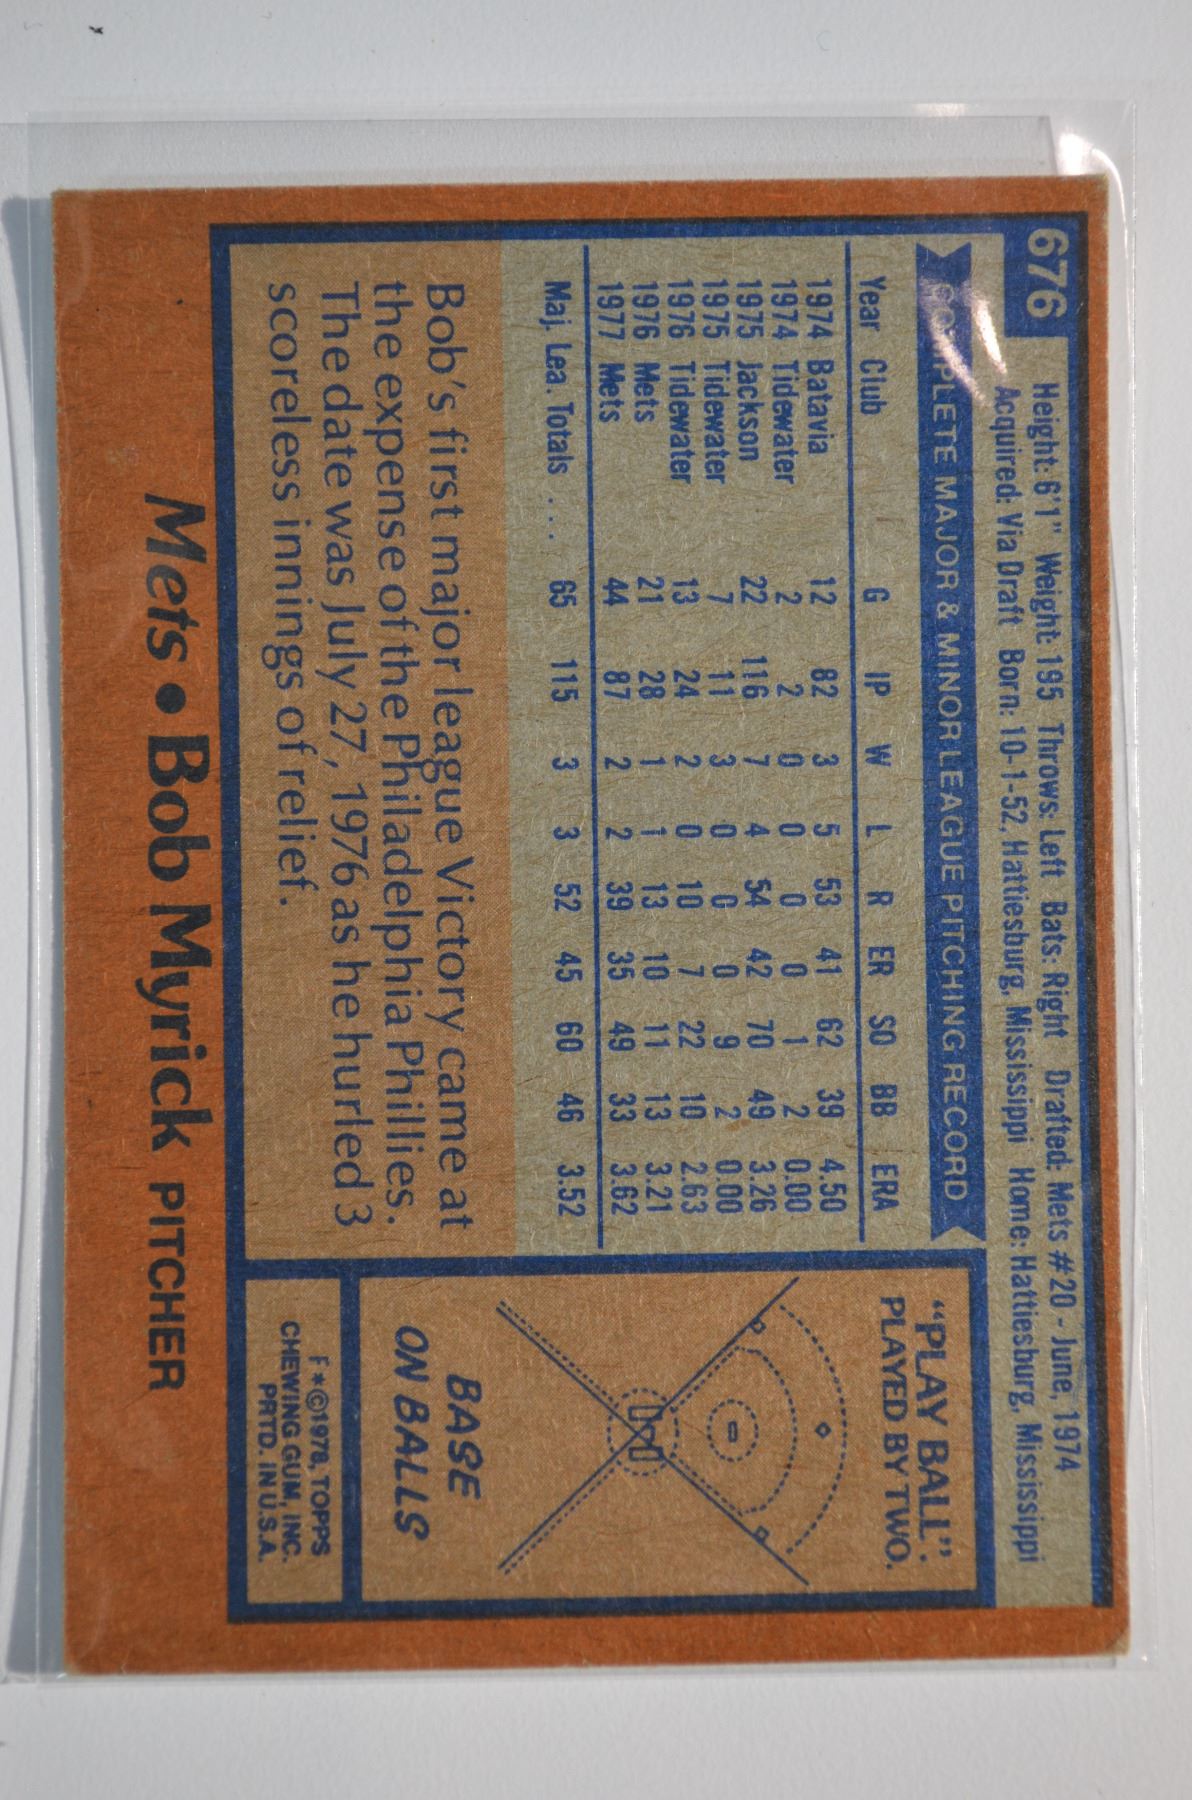 676
Height: 6'1" Weight: 195 Throws: Left Bats: Right Drafted: Mets #20 - June, 1974
Acquired: Via Draft Born: 10-1-52, Hattiesburg, Mississippi Home: Hattiesburg, Mississippi
COMPLETE MAJOR & MINOR LEAGUE PITCHING RECORD
Year Club G IP W L R ER SO BB ERA
1974 Batavia 12 82 3 5 53 41 62 39 4.50
1974 Tidewater 2 2 0 0 0 0 1 2 0.00
1975 Jackson 22 116 7 4 54 42 70 49 3.26
1975 Tidewater 7 11 3 0 0 0 9 2 0.00
1976 Tidewater 13 24 2 0 10 7 22 10 2.63
1976 Mets 21 28 1 1 13 10 11 13 3.21
1977 Mets 44 87 2 2 39 35 49 33 3.62
Maj. Lea. Totals . . . 65 115 3 3 52 45 60 46 3.52
Bob's first major league Victory came at
the expense of the Philadelphia Phillies.
The date was July 27, 1976 as he hurled 3
scoreless innings of relief.
"PLAY BALL".
PLAYED BY TWO.
BASE
ON BALLS
F*©1978, TOPPS
CHEWING GUM, INC.
PRTD. IN U.S.A.
Mets • Bob Myrick PITCHER